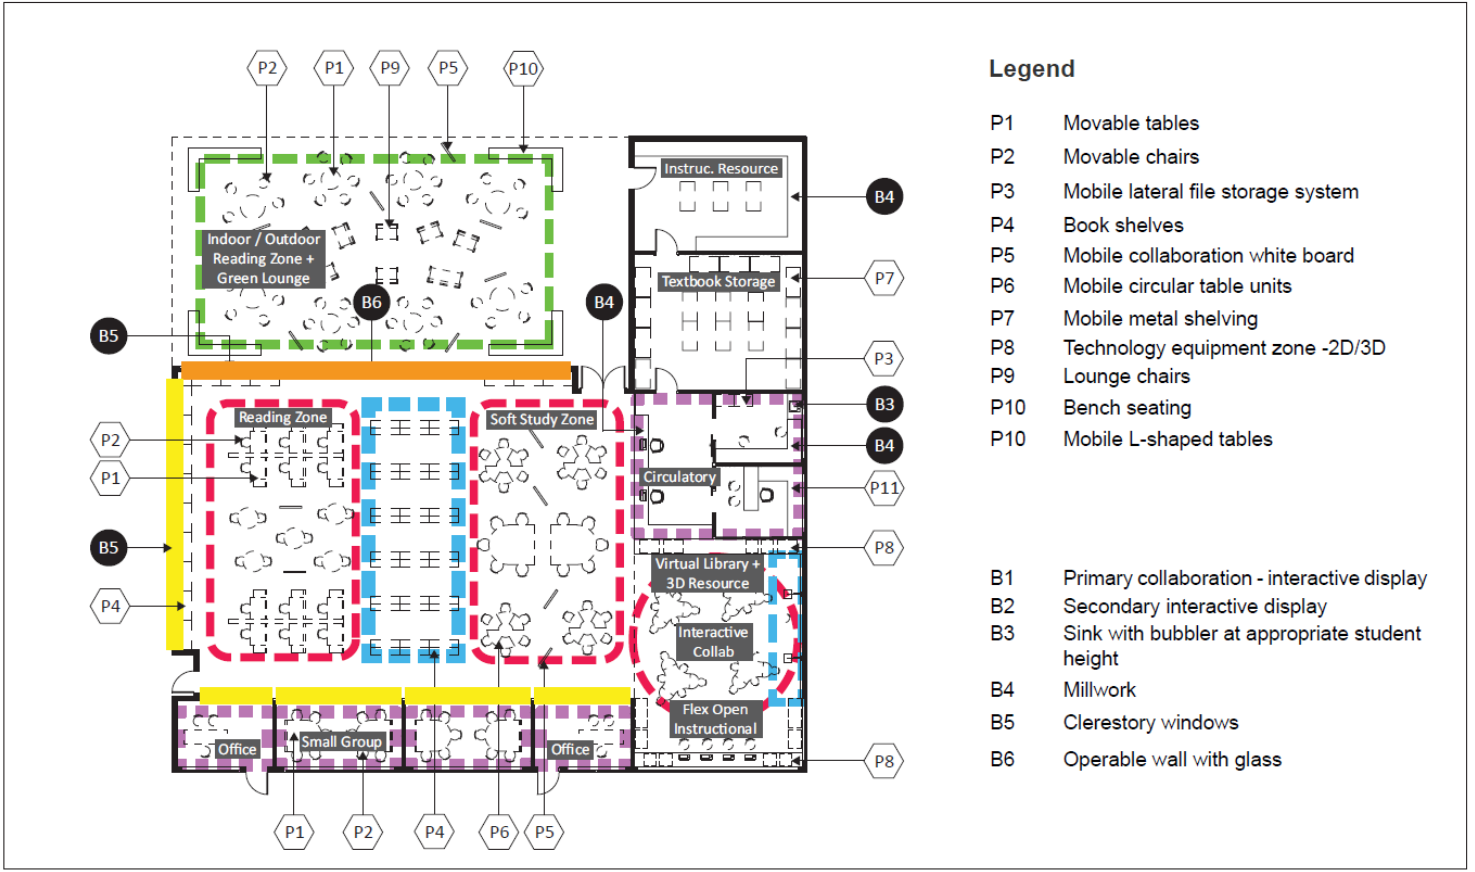 P2
P1
P9
P5
P10
Instruc. Resource
B4
Indoor / Outdoor
Reading Zone +
Green Lounge
Textbook Storage
P7
B6
B4
B5
P3
Reading Zone
Soft Study Zone
B3
P2
B4
P1
Circulatory
P11
B5
P8
Virtual Library +
3D Resource
P4
Interactive
Collab
Flex Open
Instructional
Office
Small Group
Office
P8
P1
P2
P4
P6
P5
Legend
P1 Movable tables
P2 Movable chairs
P3 Mobile lateral file storage system
P4 Book shelves
P5 Mobile collaboration white board
P6 Mobile circular table units
P7 Mobile metal shelving
P8 Technology equipment zone -2D/3D
P9 Lounge chairs
P10 Bench seating
P10 Mobile L-shaped tables
B1 Primary collaboration - interactive display
B2 Secondary interactive display
B3 Sink with bubbler at appropriate student
height
B4 Millwork
B5 Clerestory windows
B6 Operable wall with glass